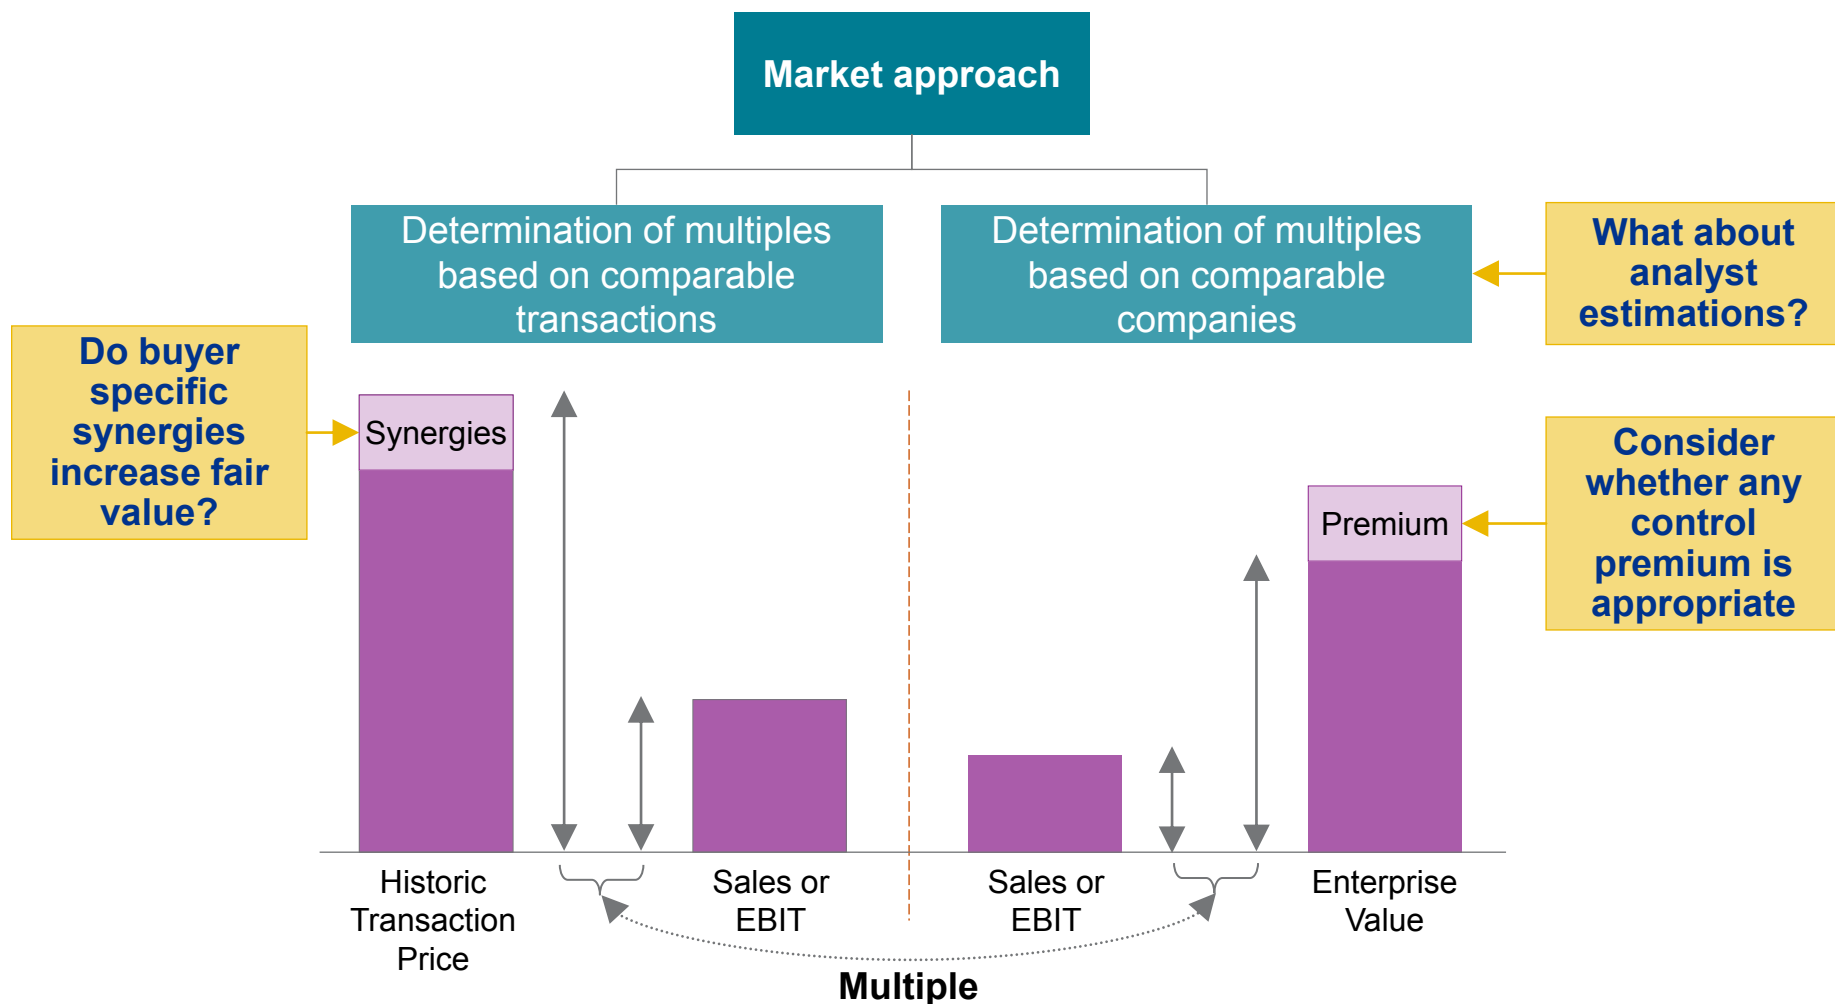 Market approach
Determination of multiples
based on comparable
transactions
Determination of multiples
based on comparable
companies
What about
analyst
estimations?
Do buyer
specific
synergies
increase fair
value?
Synergies
Premium
Consider
whether any
control
premium is
appropriate
Historic
Transaction
Price
Sales or
EBIT
Sales or
EBIT
Enterprise
Value
Multiple